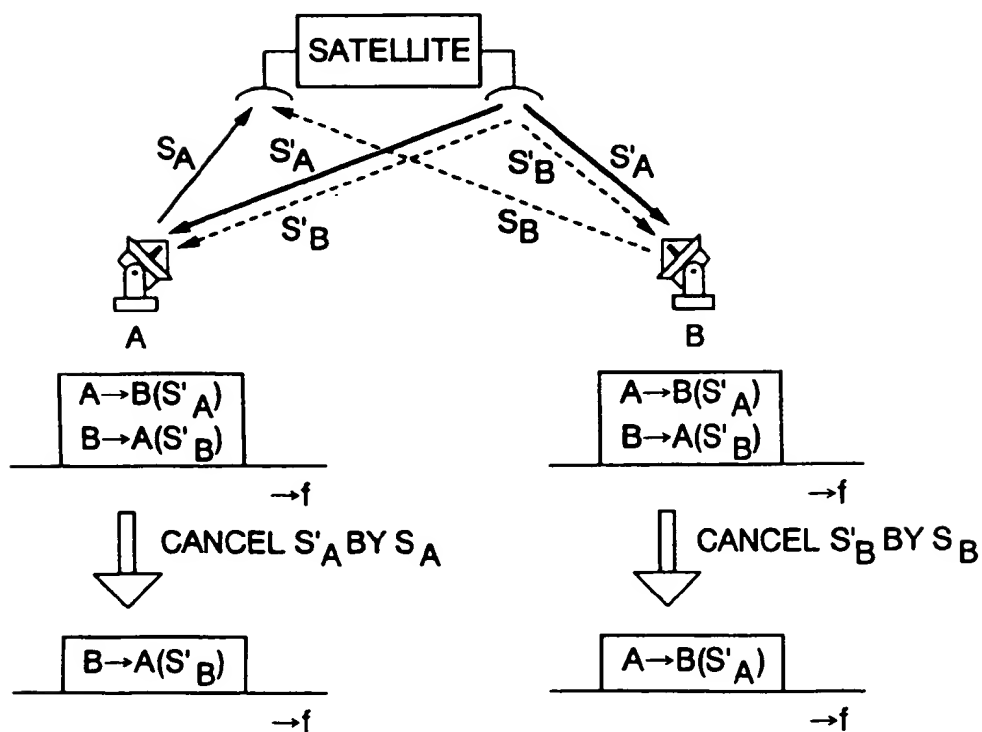 SATELLITE
S_A
S'_A
S'_B
S'_A
S'_B
S_B
A
B
A→B(S'_A)
B→A(S'_B)
→f
A→B(S'_A)
B→A(S'_B)
→f
CANCEL S'_A BY S_A
CANCEL S'_B BY S_B
B→A(S'_B)
→f
A→B(S'_A)
→f